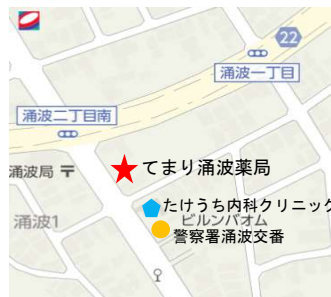 22
涌波一丁目
涌波二丁目南
てまり涌波薬局
涌波局
たけうち内科クリニック
ビルンバオム
涌波1
警察署涌波交番